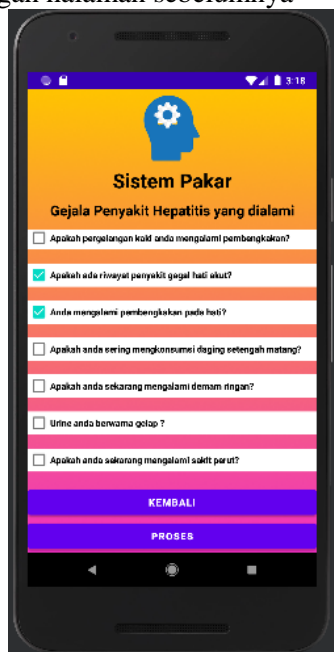 gan halaman sebelumnya
3:18
Sistem Pakar
Gejala Penyakit Hepatitis yang dialami
Apakah pergelangan kaki anda mengalami pembengkakan?
Apakah ada riwayat penyakit gagal hati akut?
Anda mengalami pembengkakan pada hati?
Apakah anda sering mengkonsumsi daging setengah matang?
Apakah anda sekarang mengalami demam ringan?
Urine anda berwarna gelap ?
Apakah anda sekarang mengalami sakit perut?
KEMBALI
PROSES